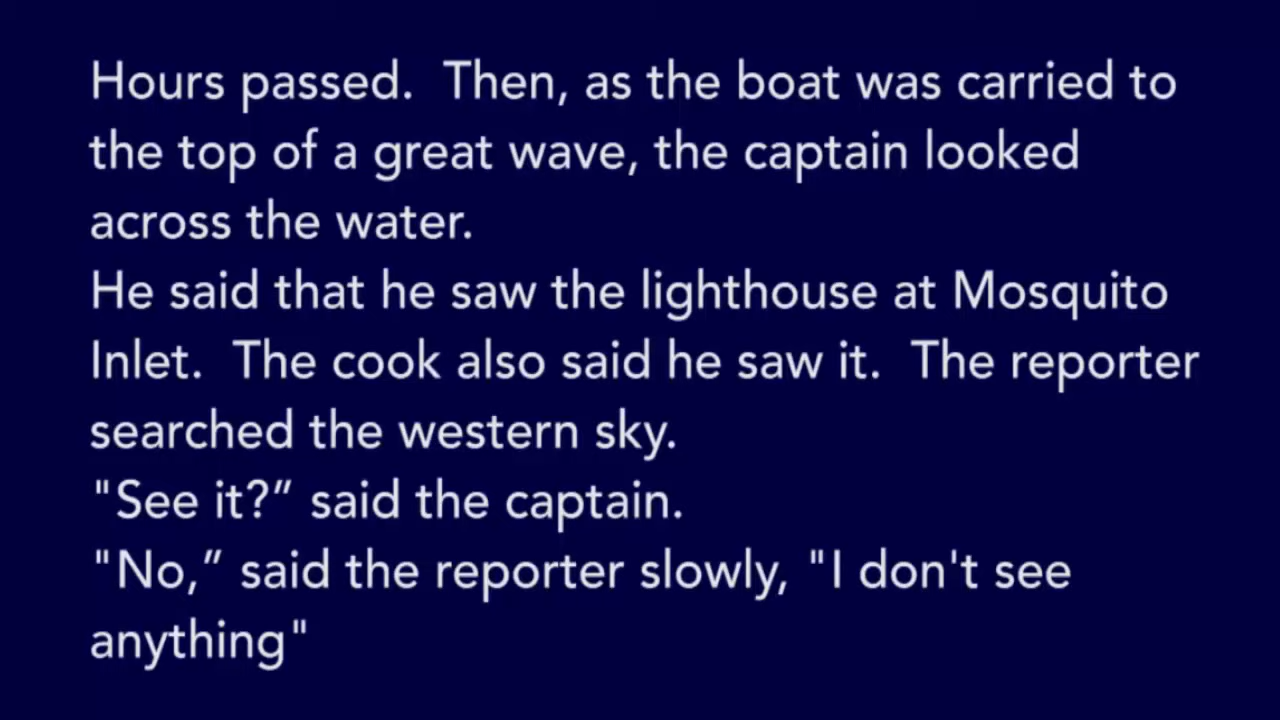 Hours passed.  Then, as the boat was carried to
the top of a great wave, the captain looked
across the water.
He said that he saw the lighthouse at Mosquito
Inlet.  The cook also said he saw it.  The reporter
searched the western sky.
"See it?” said the captain.
"No,” said the reporter slowly, "I don't see
anything"